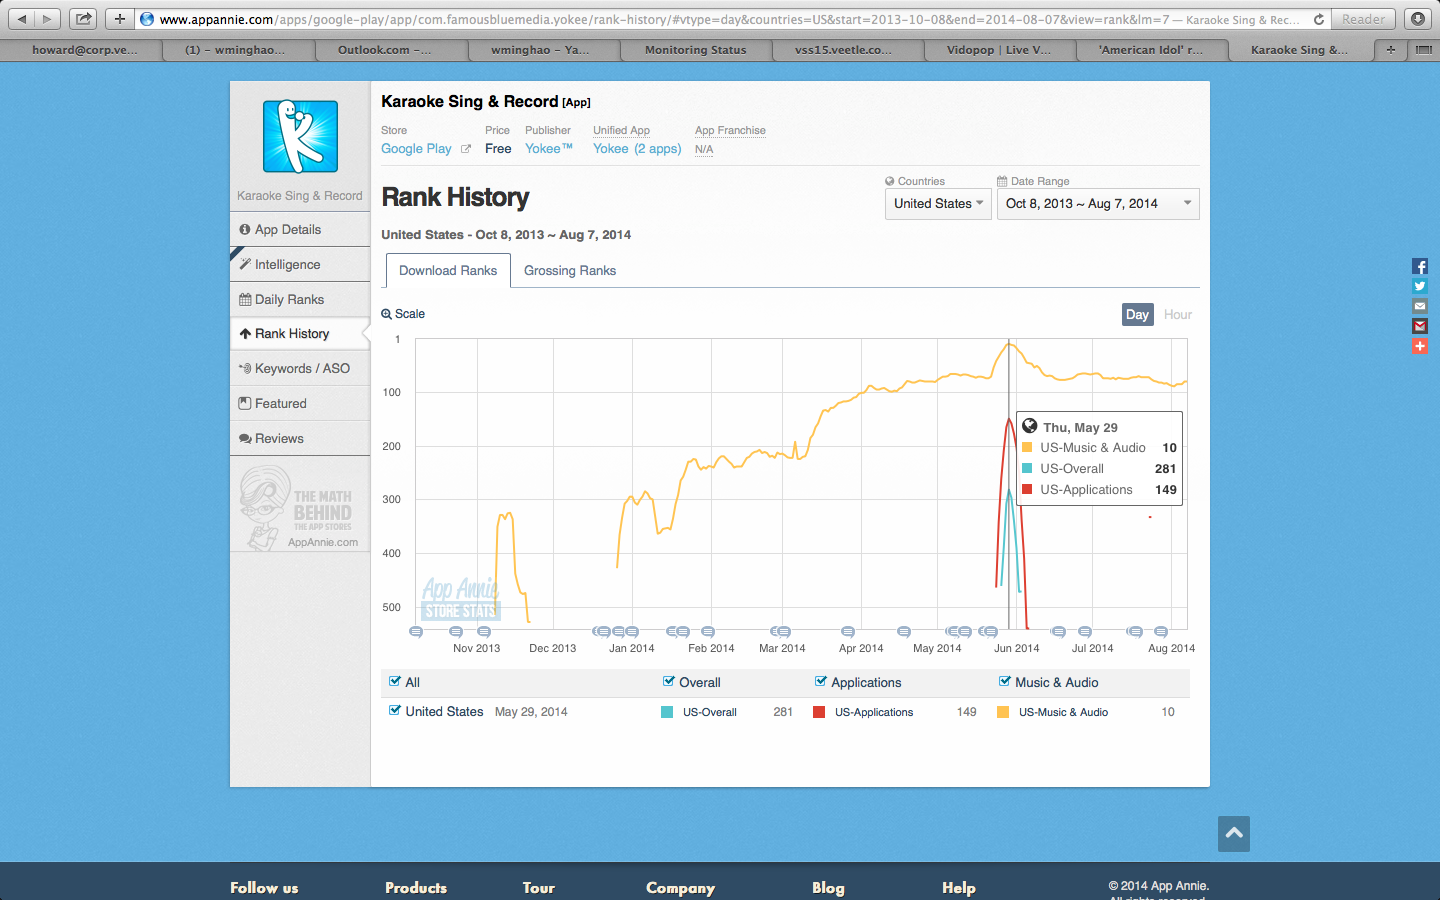 www.appannie.com/apps/google-play/app/com.famousbluemedia.yokee/rank-history/#vtype=day&countries=US&start=2013-10-08&end=2014-08-07&view=rank&lm=7 — Karaoke Sing & Rec...
Reader
howard@corp.ve...
(1) – wminghao...
Outlook.com –...
wminghao – Ya...
Monitoring Status
vss15.veetle.co...
Vidopop | Live V...
'American Idol' r...
Karaoke Sing &...
Karaoke Sing & Record
App Details
Intelligence
Daily Ranks
Rank History
Keywords / ASO
Featured
Reviews
THE MATH
BEHIND
THE APP STORES
AppAnnie.com
Karaoke Sing & Record [App]
Store Price Publisher Unified App App Franchise
Google Play Free Yokee™ Yokee (2 apps) N/A
Rank History
Countries Date Range
United States Oct 8, 2013 ~ Aug 7, 2014
United States - Oct 8, 2013 ~ Aug 7, 2014
Download Ranks Grossing Ranks
Scale Day Hour
1
100
200
300
400
500
Thu, May 29
US-Music & Audio 10
US-Overall 281
US-Applications 149
App Annie
STORE STATS
Nov 2013 Dec 2013 Jan 2014 Feb 2014 Mar 2014 Apr 2014 May 2014 Jun 2014 Jul 2014 Aug 2014
All Overall Applications Music & Audio
United States May 29, 2014 US-Overall 281 US-Applications 149 US-Music & Audio 10
Follow us Products Tour Company Blog Help © 2014 App Annie.
All rights reserved.